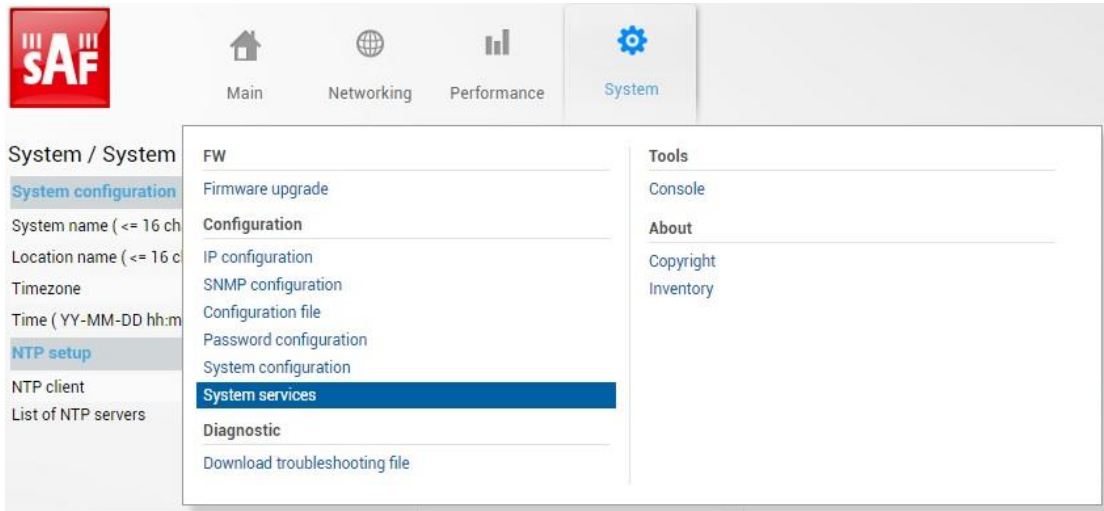 SAF
Main
Networking
Performance
System
System / System
System configuration
System name ( <= 16 ch
Location name ( <= 16 c
Timezone
Time ( YY-MM-DD hh:m
NTP setup
NTP client
List of NTP servers
FW
Firmware upgrade
Configuration
IP configuration
SNMP configuration
Configuration file
Password configuration
System configuration
System services
Diagnostic
Download troubleshooting file
Tools
Console
About
Copyright
Inventory